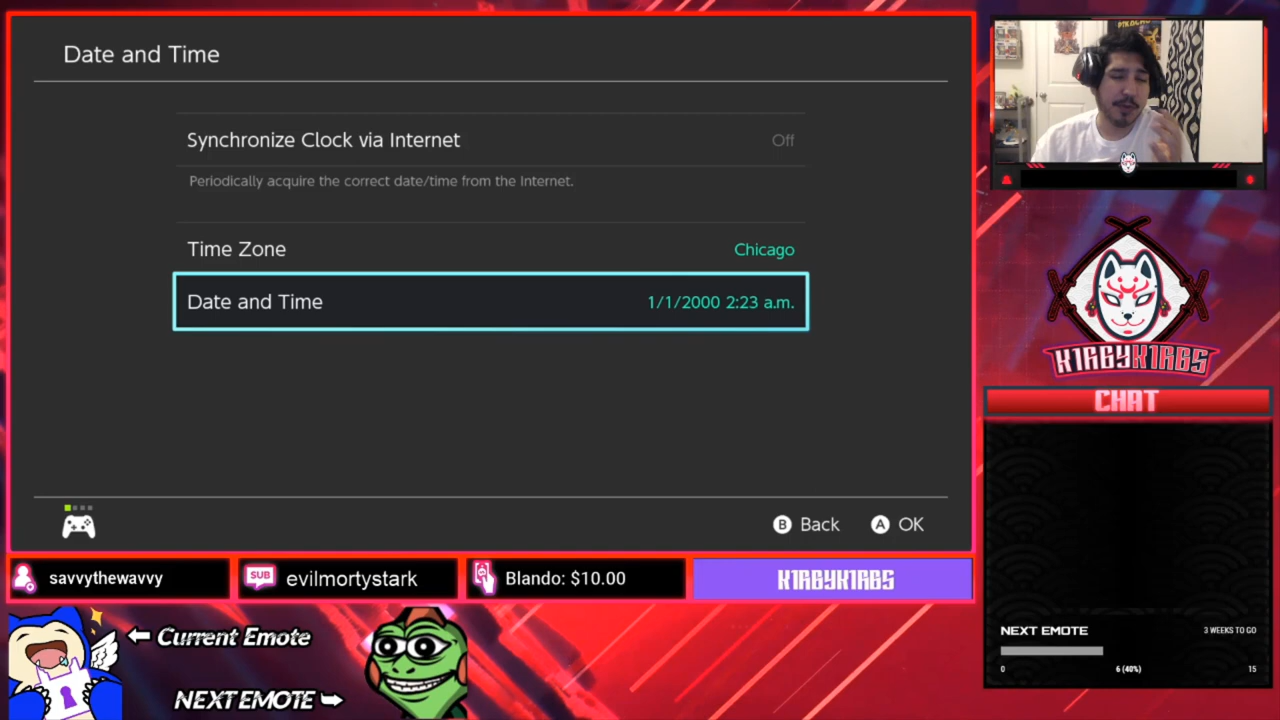 Date and Time
Synchronize Clock via Internet
Off
Periodically acquire the correct date/time from the Internet.
Time Zone
Chicago
Date and Time
1/1/2000 2:23 a.m.
B Back
A OK
K1RBYK1RBS
CHAT
NEXT EMOTE
3 WEEKS TO GO
0
6 (40%)
15
savvythewavvy
SUB
evilmortystark
Blando: $10.00
K1RBYK1RBS
Current Emote
NEXT EMOTE